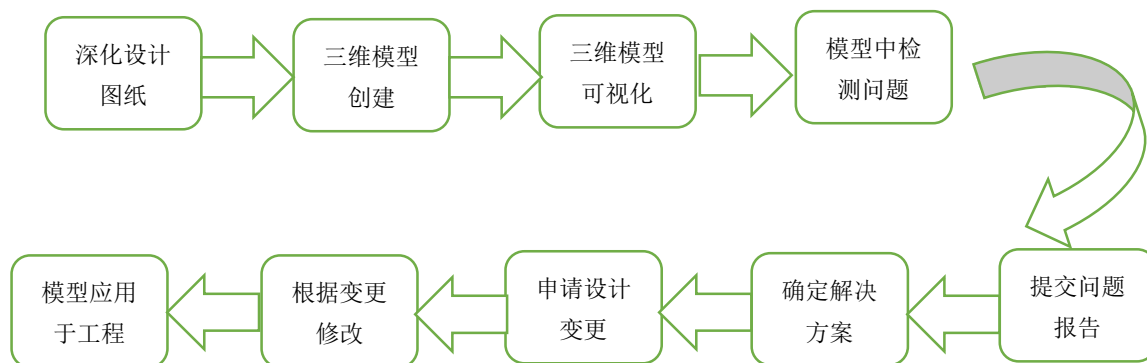 深化设计
图纸
三维模型
创建
三维模型
可视化
模型中检
测问题
提交问题
报告
确定解决
方案
申请设计
变更
根据变更
修改
模型应用
于工程